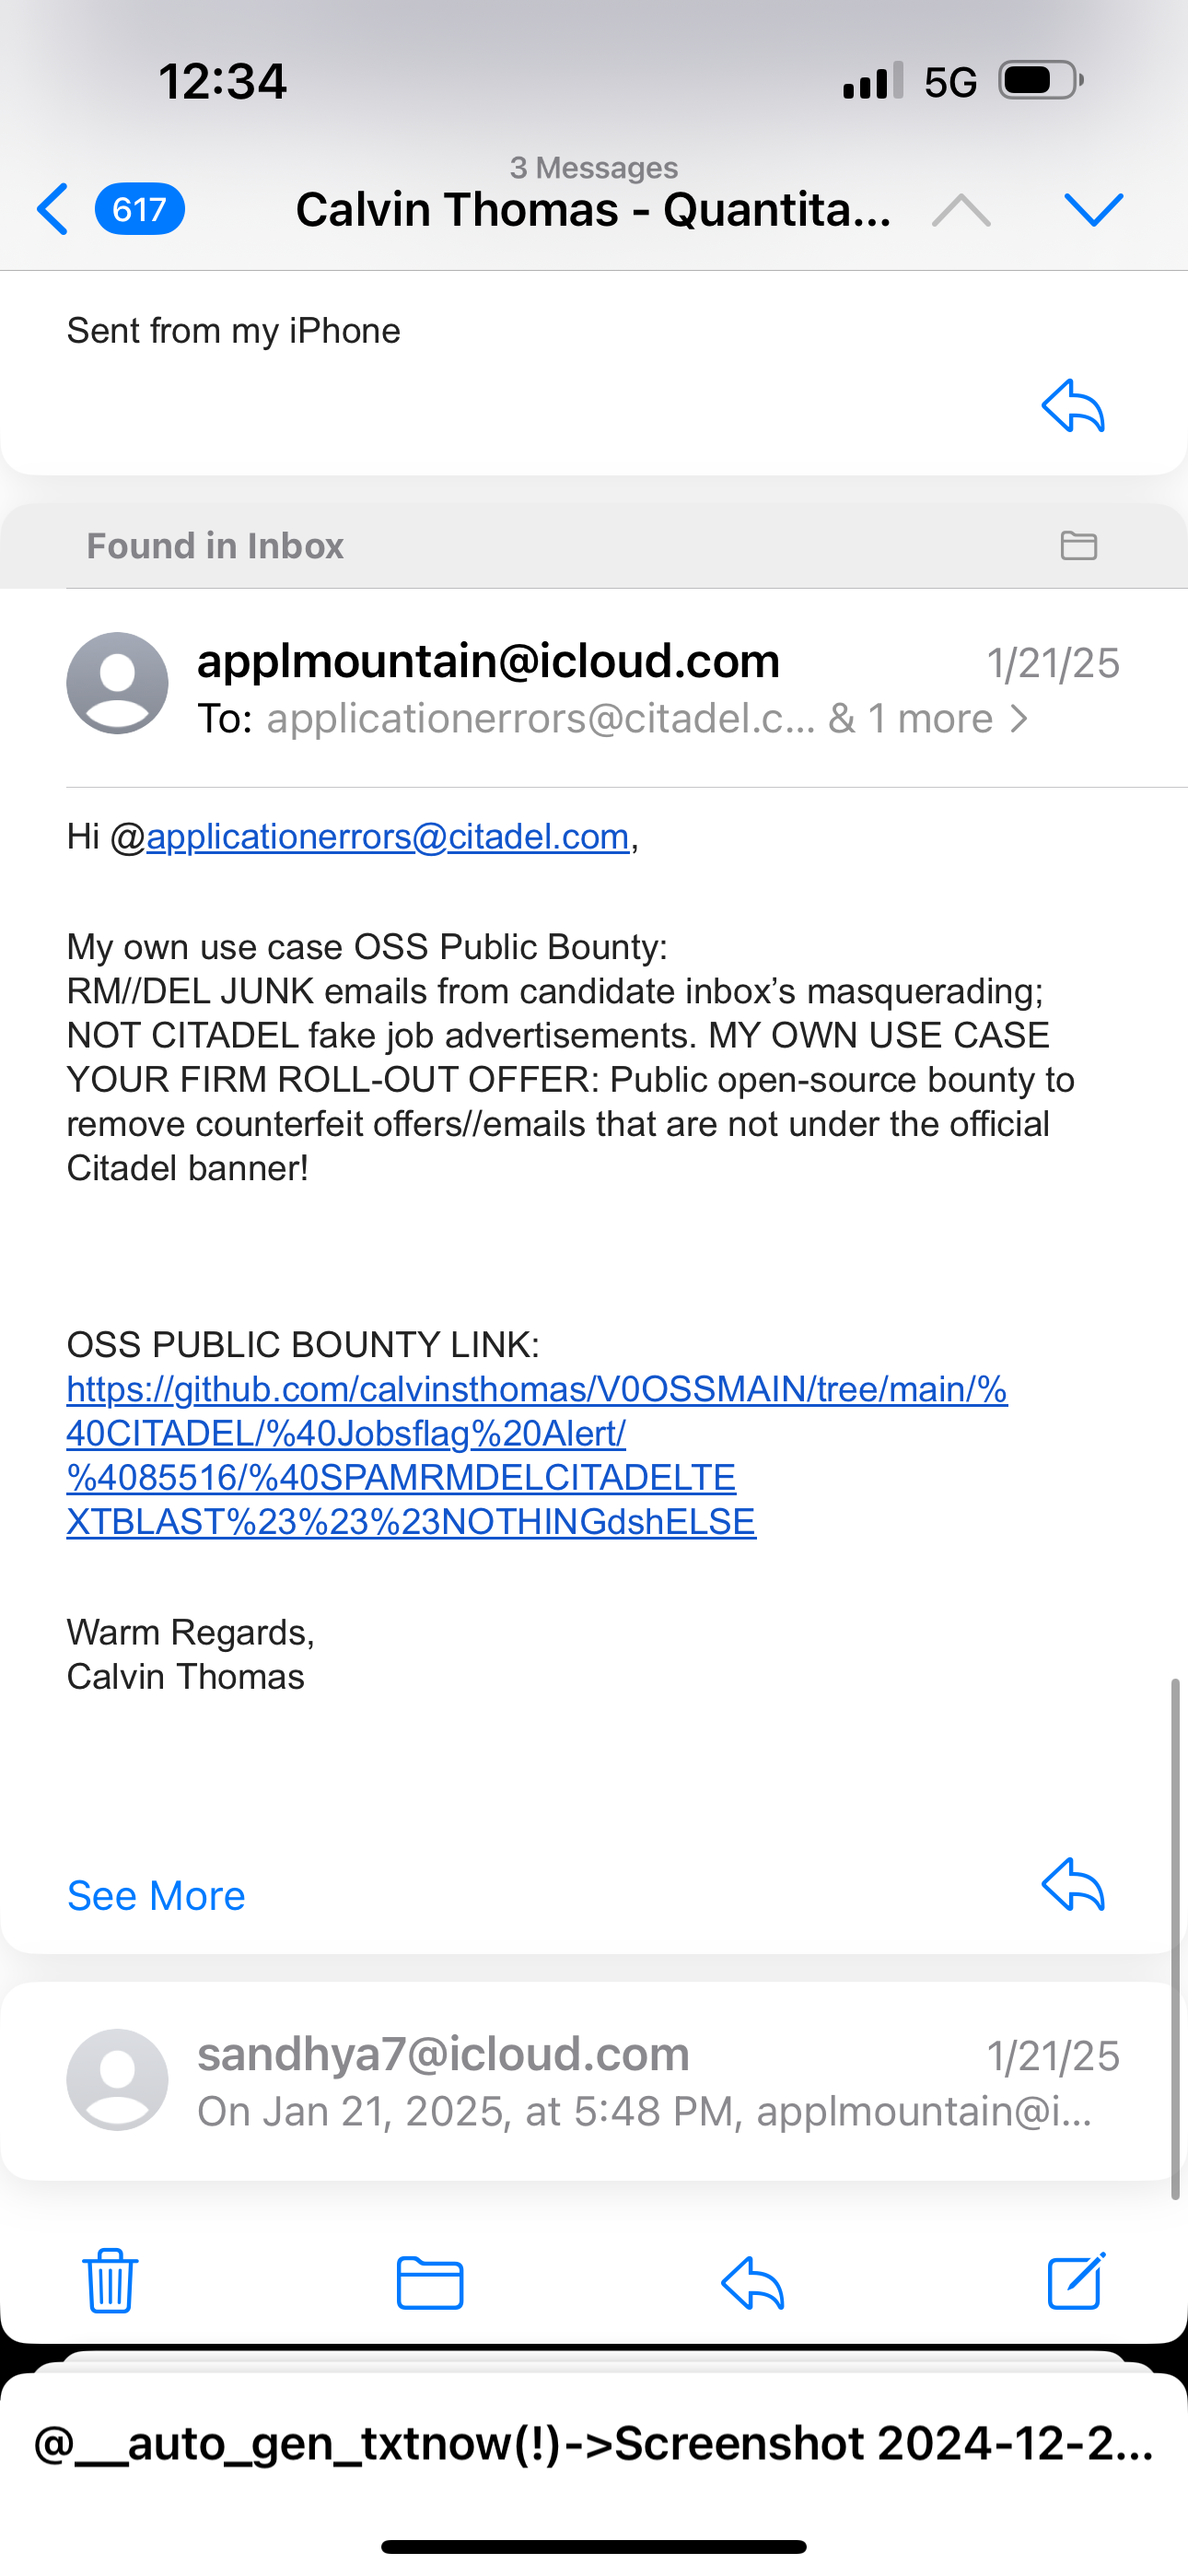 12:34
5G
3 Messages
617
Calvin Thomas - Quantita...
Sent from my iPhone
Found in Inbox
applmountain@icloud.com
1/21/25
To: applicationerrors@citadel.c... & 1 more >
Hi @applicationerrors@citadel.com,
My own use case OSS Public Bounty:
RM//DEL JUNK emails from candidate inbox’s masquerading;
NOT CITADEL fake job advertisements. MY OWN USE CASE
YOUR FIRM ROLL-OUT OFFER: Public open-source bounty to
remove counterfeit offers//emails that are not under the official
Citadel banner!
OSS PUBLIC BOUNTY LINK:
https://github.com/calvinsthomas/V0OSSMAIN/tree/main/%
40CITADEL/%40Jobsflag%20Alert/
%4085516/%40SPAMRMDELCITADELTE
XTBLAST%23%23%23NOTHINGdshELSE
Warm Regards,
Calvin Thomas
See More
sandhya7@icloud.com
1/21/25
On Jan 21, 2025, at 5:48 PM, applmountain@i...
@__auto_gen_txtnow(!)->Screenshot 2024-12-2...